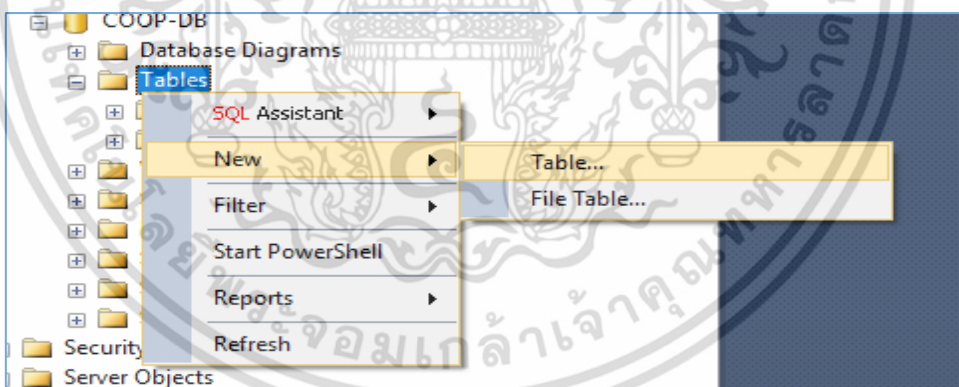 COOP-DB
Database Diagrams
Tables
SQL Assistant
New
Table...
File Table...
Filter
Start PowerShell
Reports
Refresh
Security
Server Objects